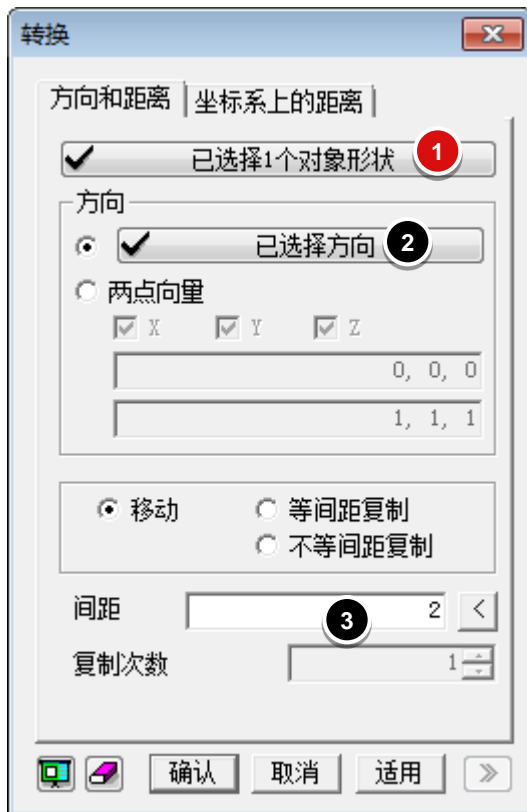 转换
方向和距离 坐标系上的距离
已选择1个对象形状 1
方向
已选择方向 2
两点向量
X Y Z
0, 0, 0
1, 1, 1
移动 等间距复制
不等间距复制
间距 2 <
3
复制次数 1
确认 取消 适用 >>